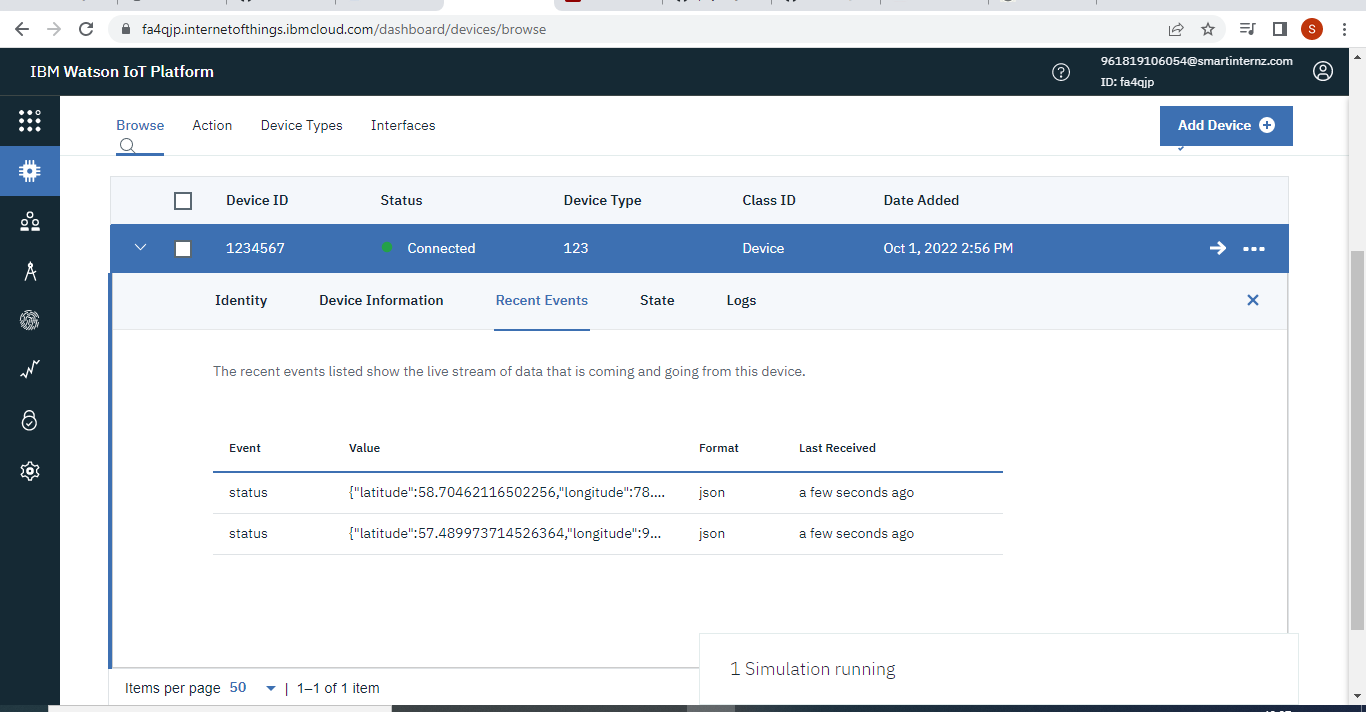 fa4qjp.internetofthings.ibmcloud.com/dashboard/devices/browse
S
IBM Watson IoT Platform
?
961819106054@smartinternz.com
ID: fa4qjp
Browse Action Device Types Interfaces
Add Device
Device ID Status Device Type Class ID Date Added
1234567 Connected 123 Device Oct 1, 2022 2:56 PM
Identity Device Information Recent Events State Logs
The recent events listed show the live stream of data that is coming and going from this device.
Event Value Format Last Received
status {"latitude":58.70462116502256,"longitude":78.... json a few seconds ago
status {"latitude":57.489973714526364,"longitude":9... json a few seconds ago
1 Simulation running
Items per page 50 | 1–1 of 1 item